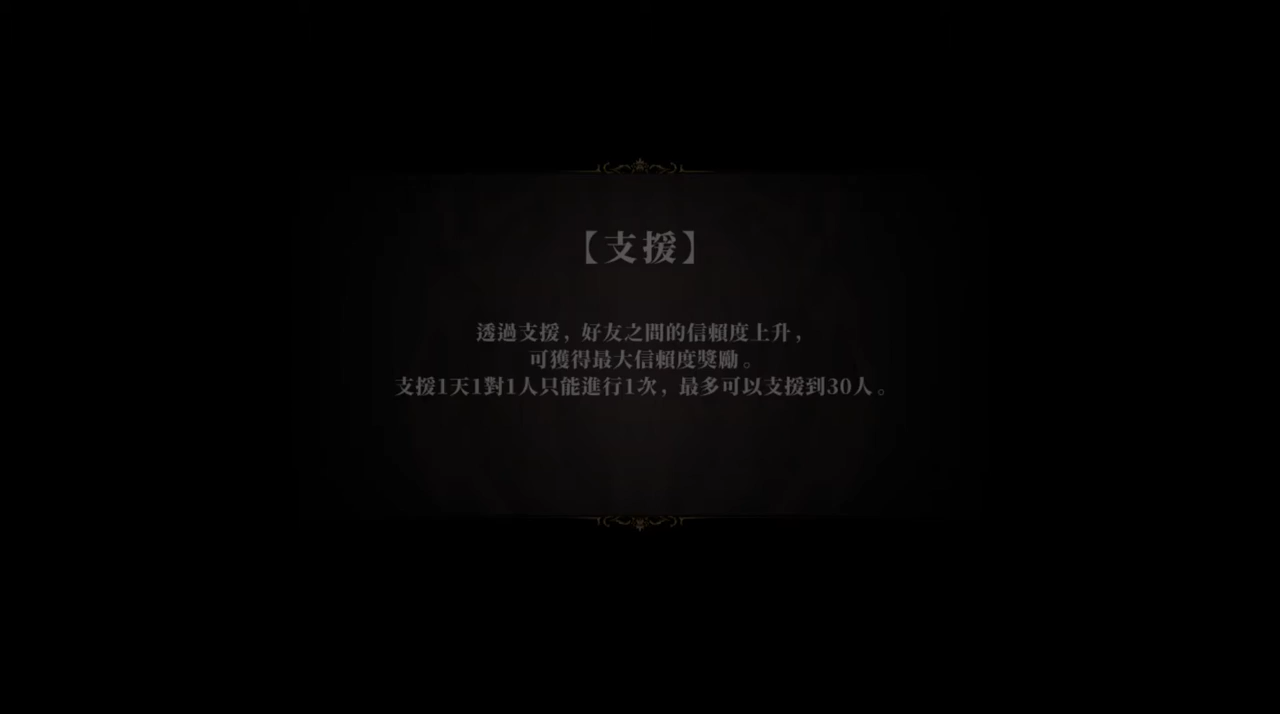 【支援】
透過支援，好友之間的信賴度上升，
可獲得最大信賴度獎勵。
支援1天1對1人只能進行1次，最多可以支援到30人。